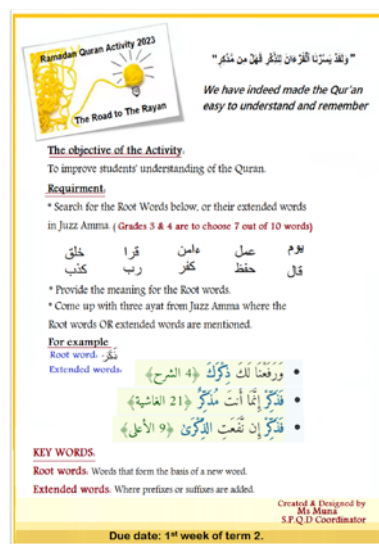 Ramadan Quran Activity 2023
The Road to The Rayan
" وَلَقَدْ يَسَّرْنَا الْقُرْءَانَ لِلذِّكْرِ فَهَلْ مِن مُّدَّكِرٍ "
We have indeed made the Qur'an
easy to understand and remember
The objective of the Activity:
To improve students' understanding of the Quran.
Requirment:
* Search for the Root Words below, or their extended words
in Juzz Amma. ( Grades 3 & 4 are to choose 7 out of 10 words)
يوم عمل ءامن قرا خلق
قال حفظ كفر رب كذب
* Provide the meaning for the Root words.
* Come up with three ayat from Juzz Amma where the
Root words OR extended words are mentioned.
For example
Root word: ذَكَرَ-
Extended words:
• وَرَفَعْنَا لَكَ ذِكْرَكَ ﴿4 الشرح﴾
• فَذَكِّرْ إِنَّمَا أَنتَ مُذَكِّرٌ ﴿21 الغاشية﴾
• فَذَكِّرْ إِن نَّفَعَتِ الذِّكْرَىٰ ﴿9 الأعلى﴾
KEY WORDS:
Root words: Words that form the basis of a new word.
Extended words: Where prefixes or suffixes are added.
Created & Designed by
Ms Muna
S.P.Q.D Coordinator
Due date: 1st week of term 2.